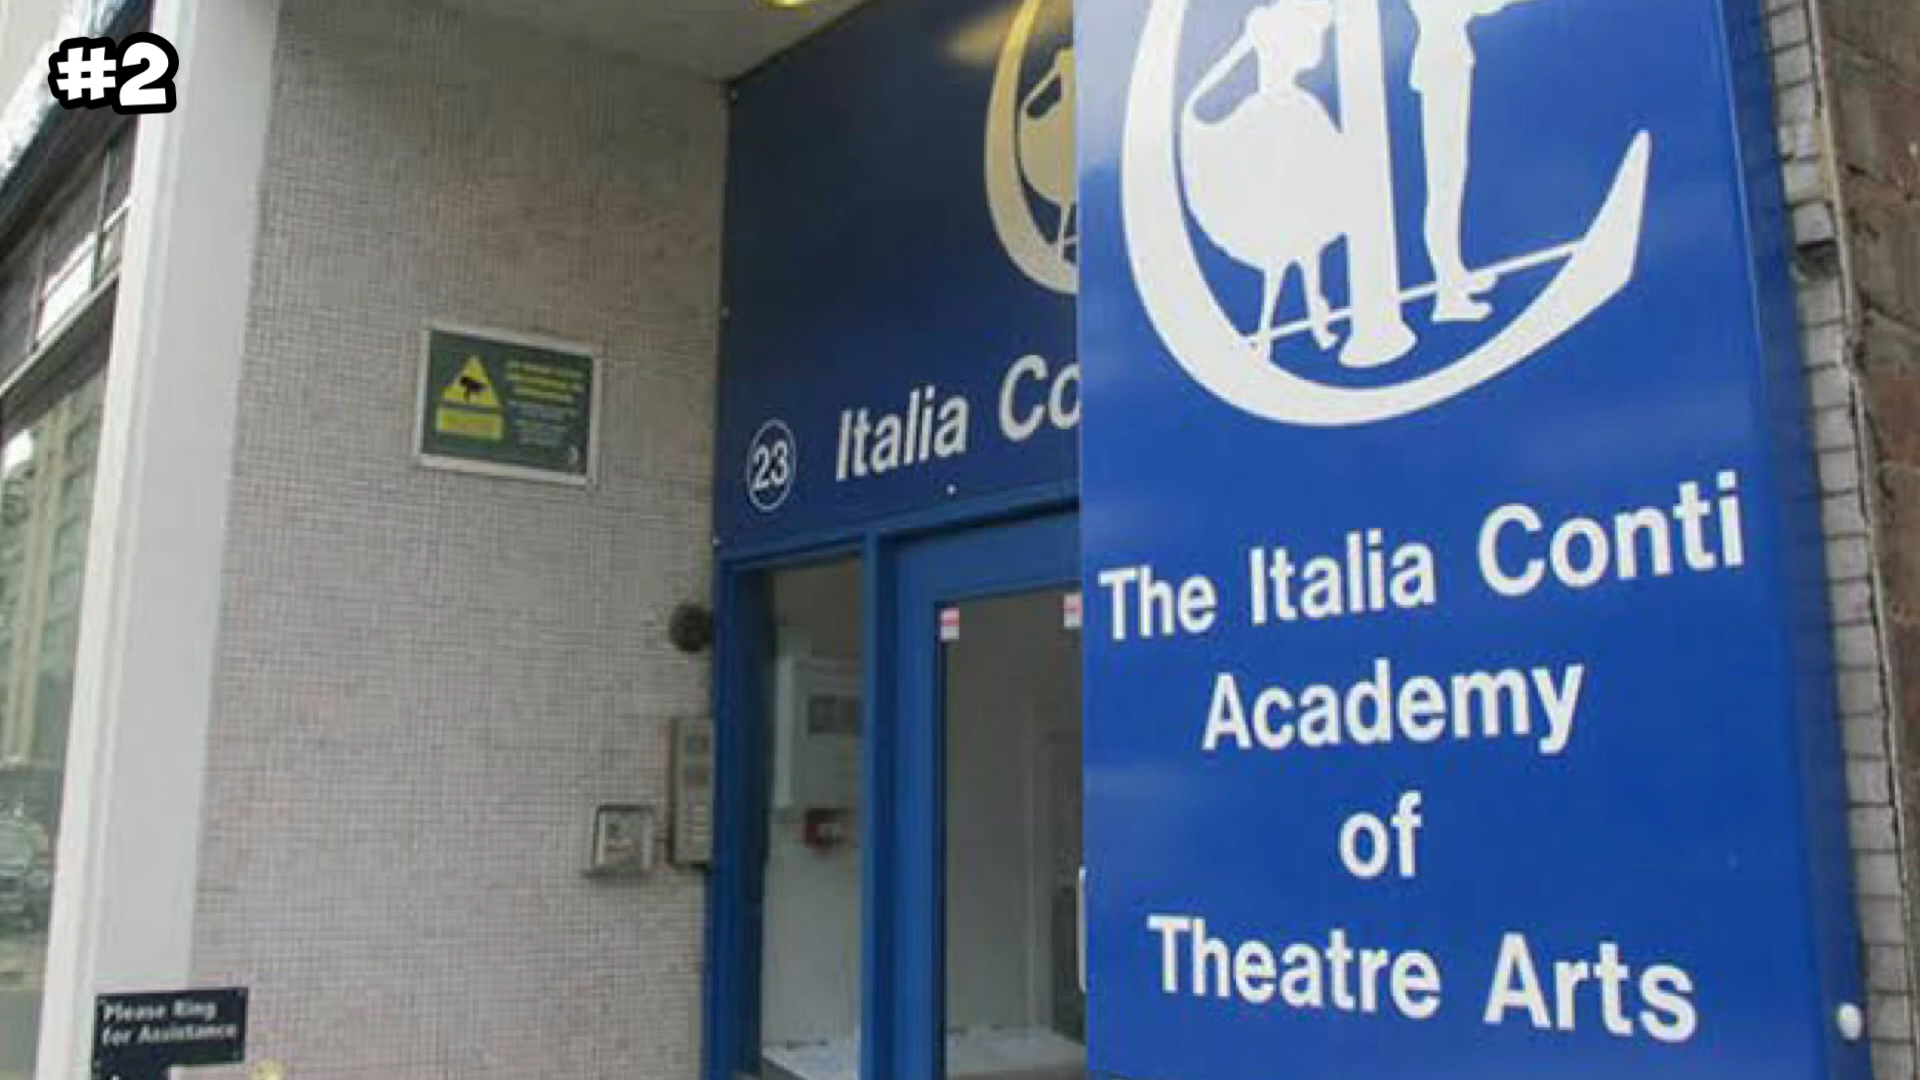 #2
23 Italia Co
The Italia Conti
Academy
of
Theatre Arts
Please Ring
for Assistance